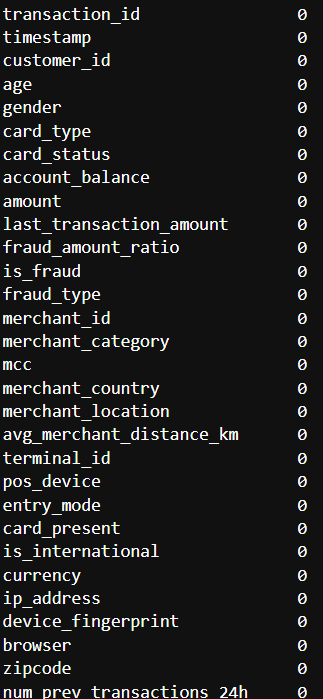 transaction_id 0
timestamp 0
customer_id 0
age 0
gender 0
card_type 0
card_status 0
account_balance 0
amount 0
last_transaction_amount 0
fraud_amount_ratio 0
is_fraud 0
fraud_type 0
merchant_id 0
merchant_category 0
mcc 0
merchant_country 0
merchant_location 0
avg_merchant_distance_km 0
terminal_id 0
pos_device 0
entry_mode 0
card_present 0
is_international 0
currency 0
ip_address 0
device_fingerprint 0
browser 0
zipcode 0
num_prev_transactions_24h 0